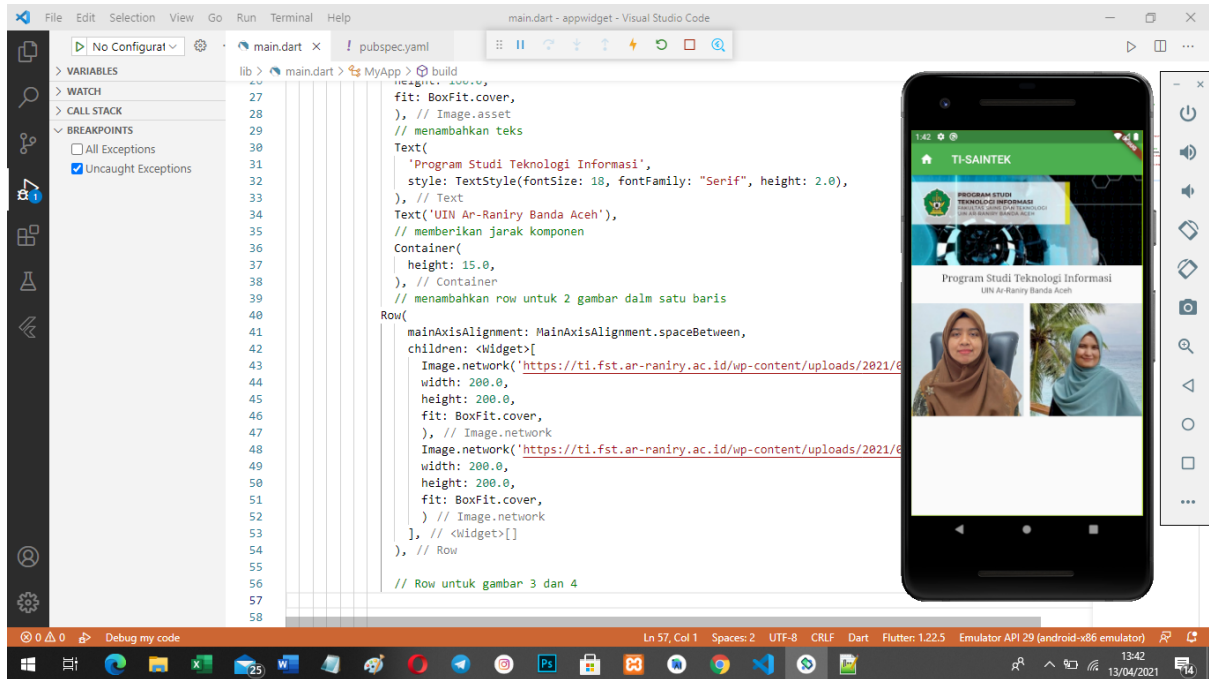 File Edit Selection View Go Run Terminal Help
main.dart - appwidget - Visual Studio Code
No Configurat
main.dart
! pubspec.yaml
VARIABLES
WATCH
CALL STACK
BREAKPOINTS
All Exceptions
Uncaught Exceptions
lib > main.dart > MyApp > build
27 fit: BoxFit.cover,
28 ), // Image.asset
29 // menambahkan teks
30 Text(
31 'Program Studi Teknologi Informasi',
32 style: TextStyle(fontSize: 18, fontFamily: "Serif", height: 2.0),
33 ), // Text
34 Text('UIN Ar-Raniry Banda Aceh'),
35 // memberikan jarak komponen
36 Container(
37 height: 15.0,
38 ), // Container
39 // menambahkan row untuk 2 gambar dalm satu baris
40 Row(
41 mainAxisAlignment: MainAxisAlignment.spaceBetween,
42 children: <Widget>[
43 Image.network('https://ti.fst.ar-raniry.ac.id/wp-content/uploads/2021/0
44 width: 200.0,
45 height: 200.0,
46 fit: BoxFit.cover,
47 ), // Image.network
48 Image.network('https://ti.fst.ar-raniry.ac.id/wp-content/uploads/2021/0
49 width: 200.0,
50 height: 200.0,
51 fit: BoxFit.cover,
52 ) // Image.network
53 ], // <Widget>[]
54 ), // Row
55
56 // Row untuk gambar 3 dan 4
57
58
1:42
TI-SAINTEK
PROGRAM STUDI
TEKNOLOGI INFORMASI
FAKULTAS SAINS DAN TEKNOLOGI
UIN AR-RANIRY BANDA ACEH
Program Studi Teknologi Informasi
UIN Ar-Raniry Banda Aceh
1
0 0 Debug my code
Ln 57, Col 1 Spaces: 2 UTF-8 CRLF Dart Flutter: 1.22.5 Emulator API 29 (android-x86 emulator)
25
Ps
13:42
13/04/2021
14